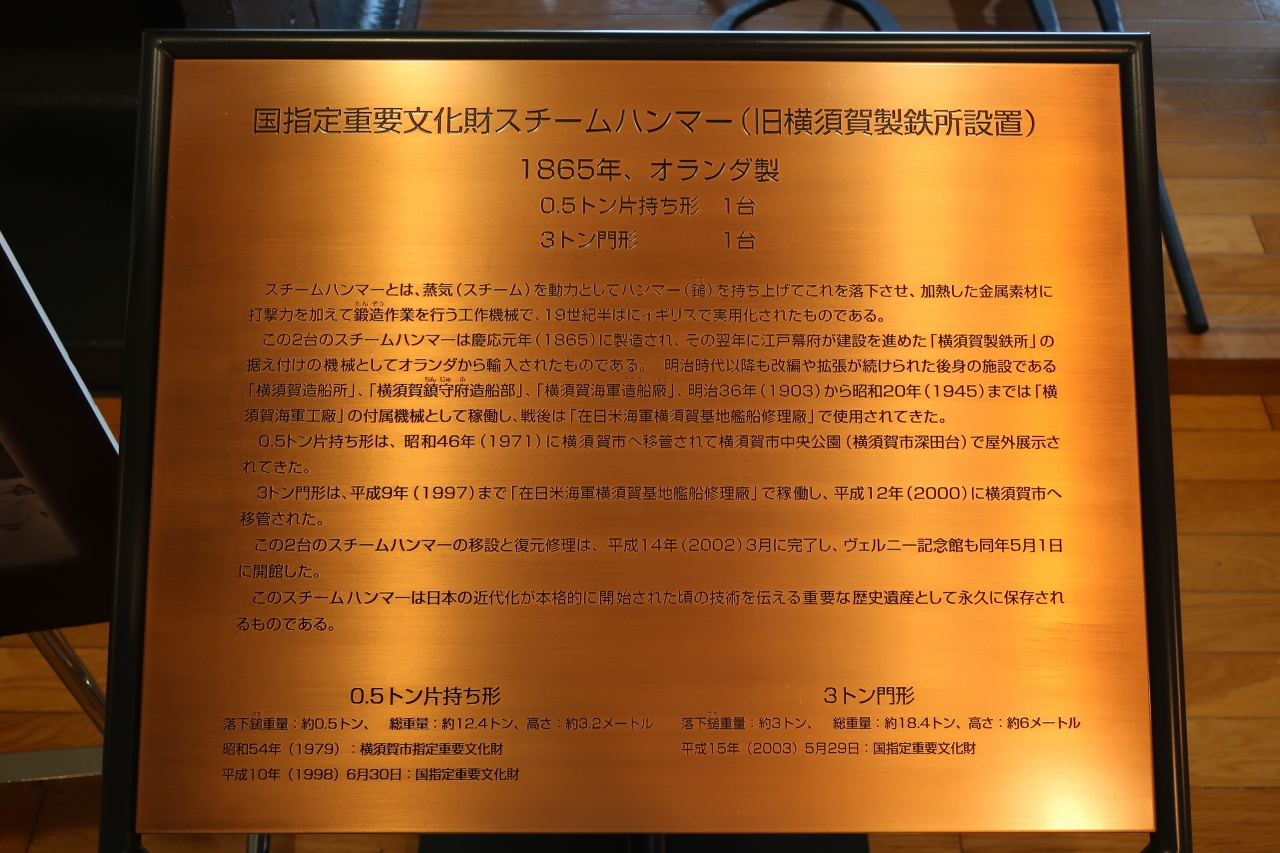 国指定重要文化財スチームハンマー(旧横須賀製鉄所設置)
1865年、オランダ製
0.5トン片持ち形　1台
3トン門形　1台
スチームハンマーとは、蒸気(スチーム)を動力としてハンマー(鎚)を持ち上げてこれを落下させ、加熱した金属素材に
打撃力を加えて鍛造作業を行う工作機械で、19世紀半ばにイギリスで実用化されたものである。
この2台のスチームハンマーは慶応元年(1865)に製造され、その翌年に江戸幕府が建設を進めた「横須賀製鉄所」の
据え付けの機械としてオランダから輸入されたものである。 明治時代以降も改編や拡張が続けられた後身の施設である
「横須賀造船所」、「横須賀鎮守府造船部」、「横須賀海軍造船廠」、明治36年(1903)から昭和20年(1945)までは「横
須賀海軍工廠」の付属機械として稼働し、戦後は「在日米海軍横須賀基地艦船修理廠」で使用されてきた。
0.5トン片持ち形は、昭和46年(1971)に横須賀市へ移管されて横須賀市中央公園(横須賀市深田台)で屋外展示さ
れてきた。
3トン門形は、平成9年(1997)まで「在日米海軍横須賀基地艦船修理廠」で稼働し、平成12年(2000)に横須賀市へ
移管された。
この2台のスチームハンマーの移設と復元修理は、平成14年(2002)3月に完了し、ヴェルニー記念館も同年5月1日
に開館した。
このスチームハンマーは日本の近代化が本格的に開始された頃の技術を伝える重要な歴史遺産として永久に保存され
るものである。
0.5トン片持ち形
落下鎚重量：約0.5トン、 総重量：約12.4トン、高さ：約3.2メートル
昭和54年(1979)：横須賀市指定重要文化財
平成10年(1998)6月30日：国指定重要文化財
3トン門形
落下鎚重量：約3トン、 総重量：約18.4トン、高さ：約6メートル
平成15年(2003)5月29日：国指定重要文化財